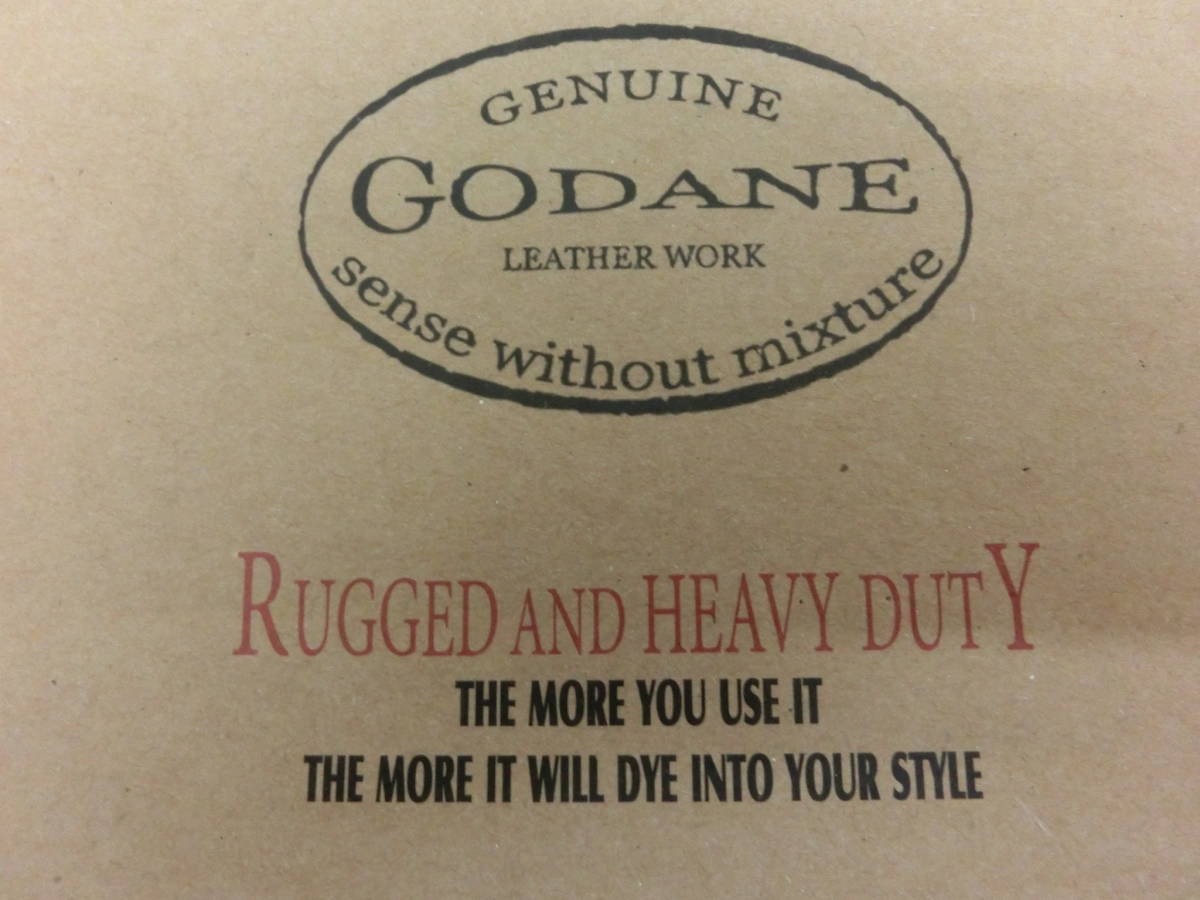 GENUINE
GODANE
LEATHER WORK
sense without mixture
RUGGED AND HEAVY DUTY
THE MORE YOU USE IT
THE MORE IT WILL DYE INTO YOUR STYLE